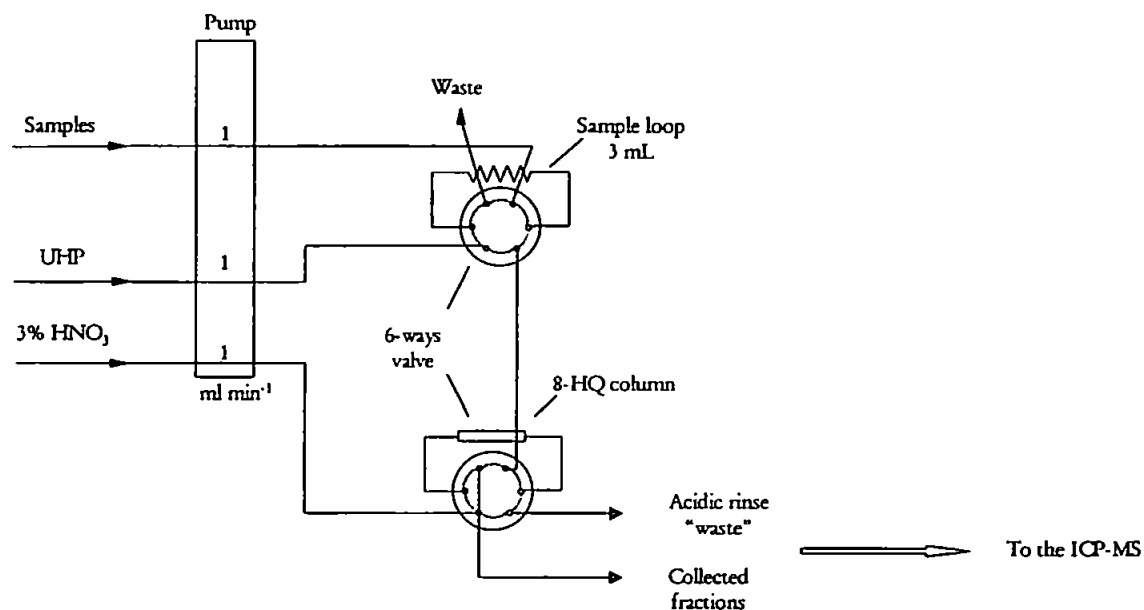 Pump
Waste
Samples
1
Sample loop
3 mL
UHP
1
3% HNO₃
1
6-ways
valve
ml min⁻¹
8-HQ column
Acidic rinse
“waste”
To the ICP-MS
Collected
fractions